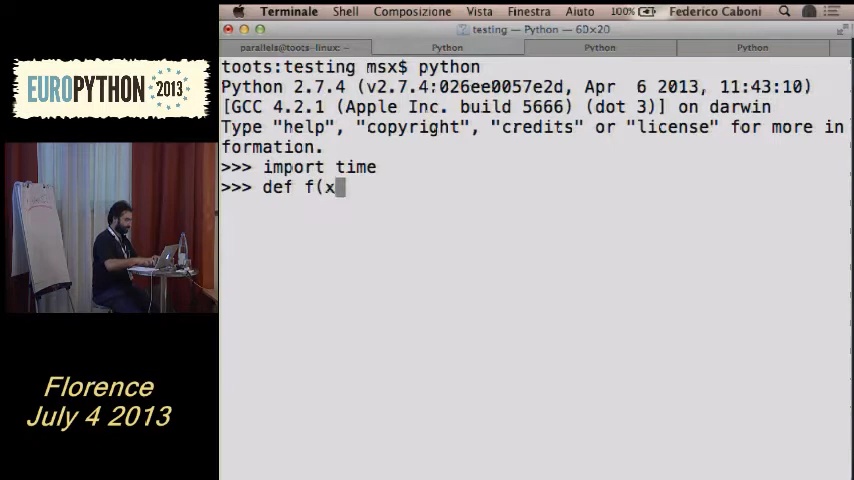 EUROPYTHON 2013
Florence
July 4 2013
Terminale Shell Composizione Vista Finestra Aiuto 100% Federico Caboni
testing — Python — 60×20
parallels@toots-linux: ~ Python Python Python
toots:testing msx$ python
Python 2.7.4 (v2.7.4:026ee0057e2d, Apr  6 2013, 11:43:10)
[GCC 4.2.1 (Apple Inc. build 5666) (dot 3)] on darwin
Type "help", "copyright", "credits" or "license" for more in
formation.
>>> import time
>>> def f(x